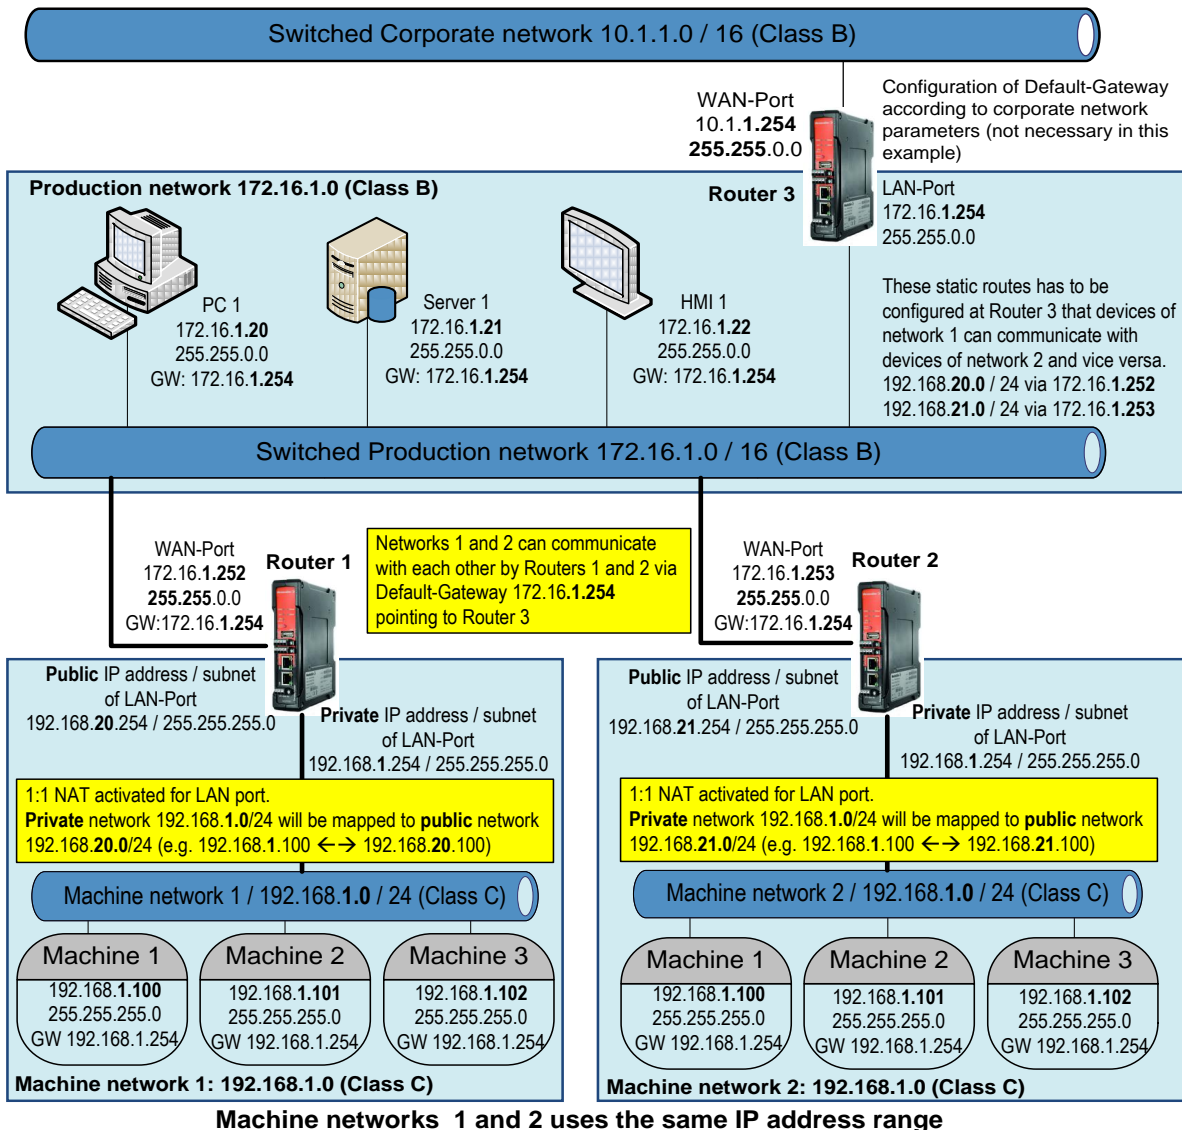 Switched Corporate network 10.1.1.0 / 16 (Class B)
WAN-Port
10.1.1.254
255.255.0.0
Configuration of Default-Gateway
according to corporate network
parameters (not necessary in this
example)
Production network 172.16.1.0 (Class B)
Router 3
LAN-Port
172.16.1.254
255.255.0.0
PC 1
172.16.1.20
255.255.0.0
GW: 172.16.1.254
Server 1
172.16.1.21
255.255.0.0
GW: 172.16.1.254
HMI 1
172.16.1.22
255.255.0.0
GW: 172.16.1.254
These static routes has to be
configured at Router 3 that devices of
network 1 can communicate with
devices of network 2 and vice versa.
192.168.20.0 / 24 via 172.16.1.252
192.168.21.0 / 24 via 172.16.1.253
Switched Production network 172.16.1.0 / 16 (Class B)
WAN-Port
172.16.1.252
255.255.0.0
GW:172.16.1.254
Router 1
Networks 1 and 2 can communicate
with each other by Routers 1 and 2 via
Default-Gateway 172.16.1.254
pointing to Router 3
WAN-Port
172.16.1.253
255.255.0.0
GW:172.16.1.254
Router 2
Public IP address / subnet
of LAN-Port
192.168.20.254 / 255.255.255.0
Private IP address / subnet
of LAN-Port
192.168.1.254 / 255.255.255.0
1:1 NAT activated for LAN port.
Private network 192.168.1.0/24 will be mapped to public network
192.168.20.0/24 (e.g. 192.168.1.100 ←→ 192.168.20.100)
Machine network 1 / 192.168.1.0 / 24 (Class C)
Machine 1
192.168.1.100
255.255.255.0
GW 192.168.1.254
Machine 2
192.168.1.101
255.255.255.0
GW 192.168.1.254
Machine 3
192.168.1.102
255.255.255.0
GW 192.168.1.254
Machine network 1: 192.168.1.0 (Class C)
Public IP address / subnet
of LAN-Port
192.168.21.254 / 255.255.255.0
Private IP address / subnet
of LAN-Port
192.168.1.254 / 255.255.255.0
1:1 NAT activated for LAN port.
Private network 192.168.1.0/24 will be mapped to public network
192.168.21.0/24 (e.g. 192.168.1.100 ←→ 192.168.21.100)
Machine network 2 / 192.168.1.0 / 24 (Class C)
Machine 1
192.168.1.100
255.255.255.0
GW 192.168.1.254
Machine 2
192.168.1.101
255.255.255.0
GW 192.168.1.254
Machine 3
192.168.1.102
255.255.255.0
GW 192.168.1.254
Machine network 2: 192.168.1.0 (Class C)
Machine networks 1 and 2 uses the same IP address range